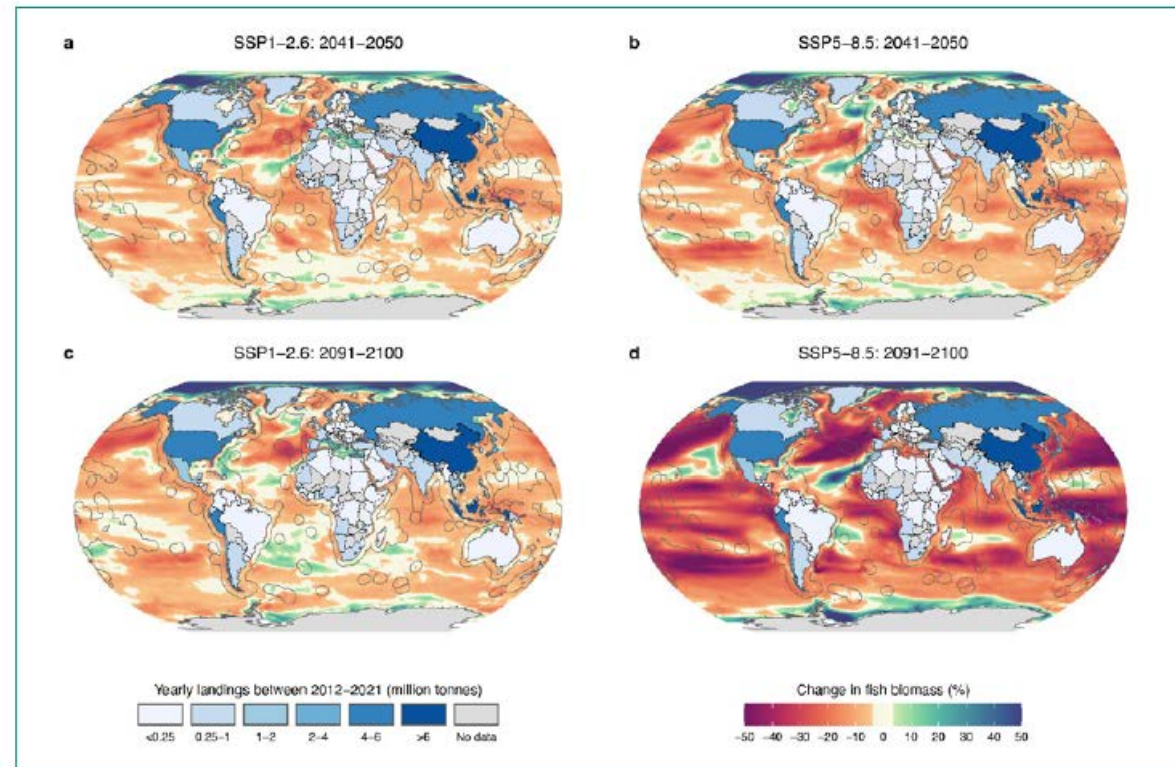 a
SSP1–2.6: 2041–2050
b
SSP5–8.5: 2041–2050
c
SSP1–2.6: 2091–2100
d
SSP5–8.5: 2091–2100
Yearly landings between 2012–2021 (million tonnes)
<0.25 0.25–1 1–2 2–4 4–6 >6 No data
Change in fish biomass (%)
−50 −40 −30 −20 −10 0 10 20 30 40 50